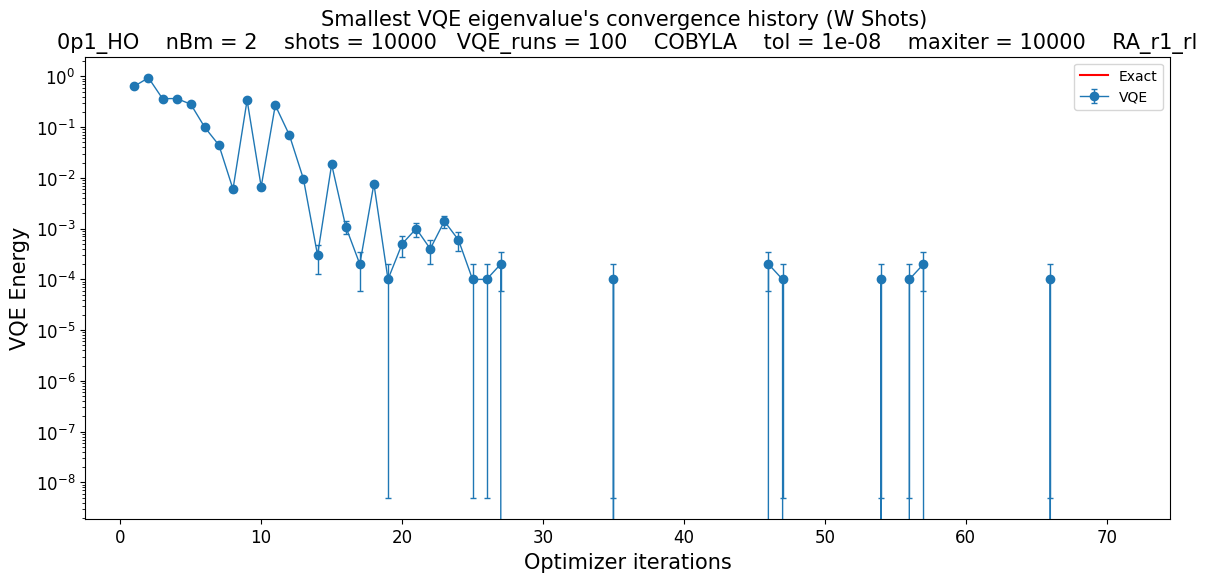 Smallest VQE eigenvalue's convergence history (W Shots)
0p1_HO    nBm = 2    shots = 10000   VQE_runs = 100    COBYLA    tol = 1e-08    maxiter = 10000    RA_r1_rl
Exact
VQE
VQE Energy
10⁰
10⁻¹
10⁻²
10⁻³
10⁻⁴
10⁻⁵
10⁻⁶
10⁻⁷
10⁻⁸
0 10 20 30 40 50 60 70
Optimizer iterations